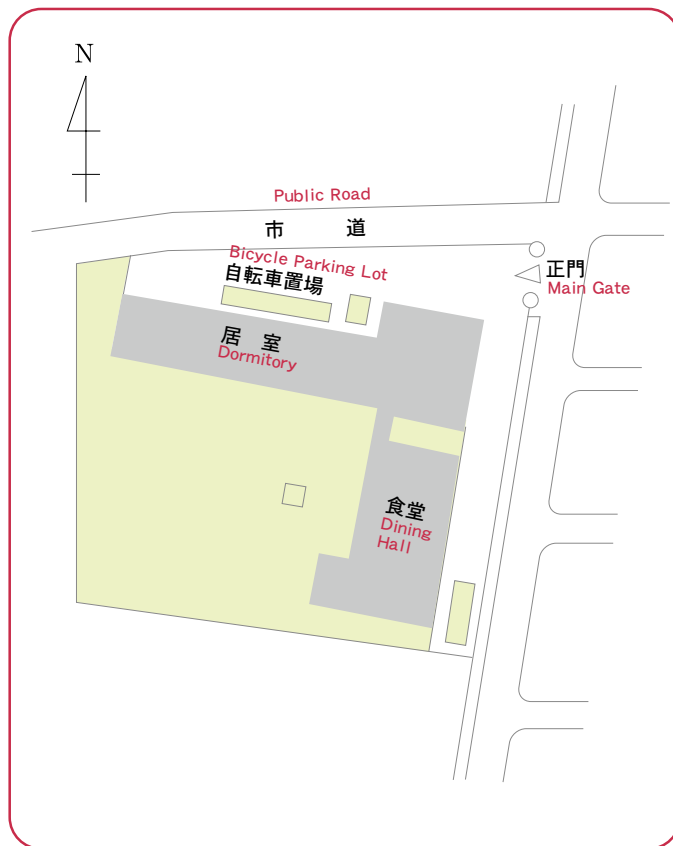 N
Public Road
市 道
Bicycle Parking Lot
自転車置場
正門
Main Gate
居 室
Dormitory
食堂
Dining
Hall